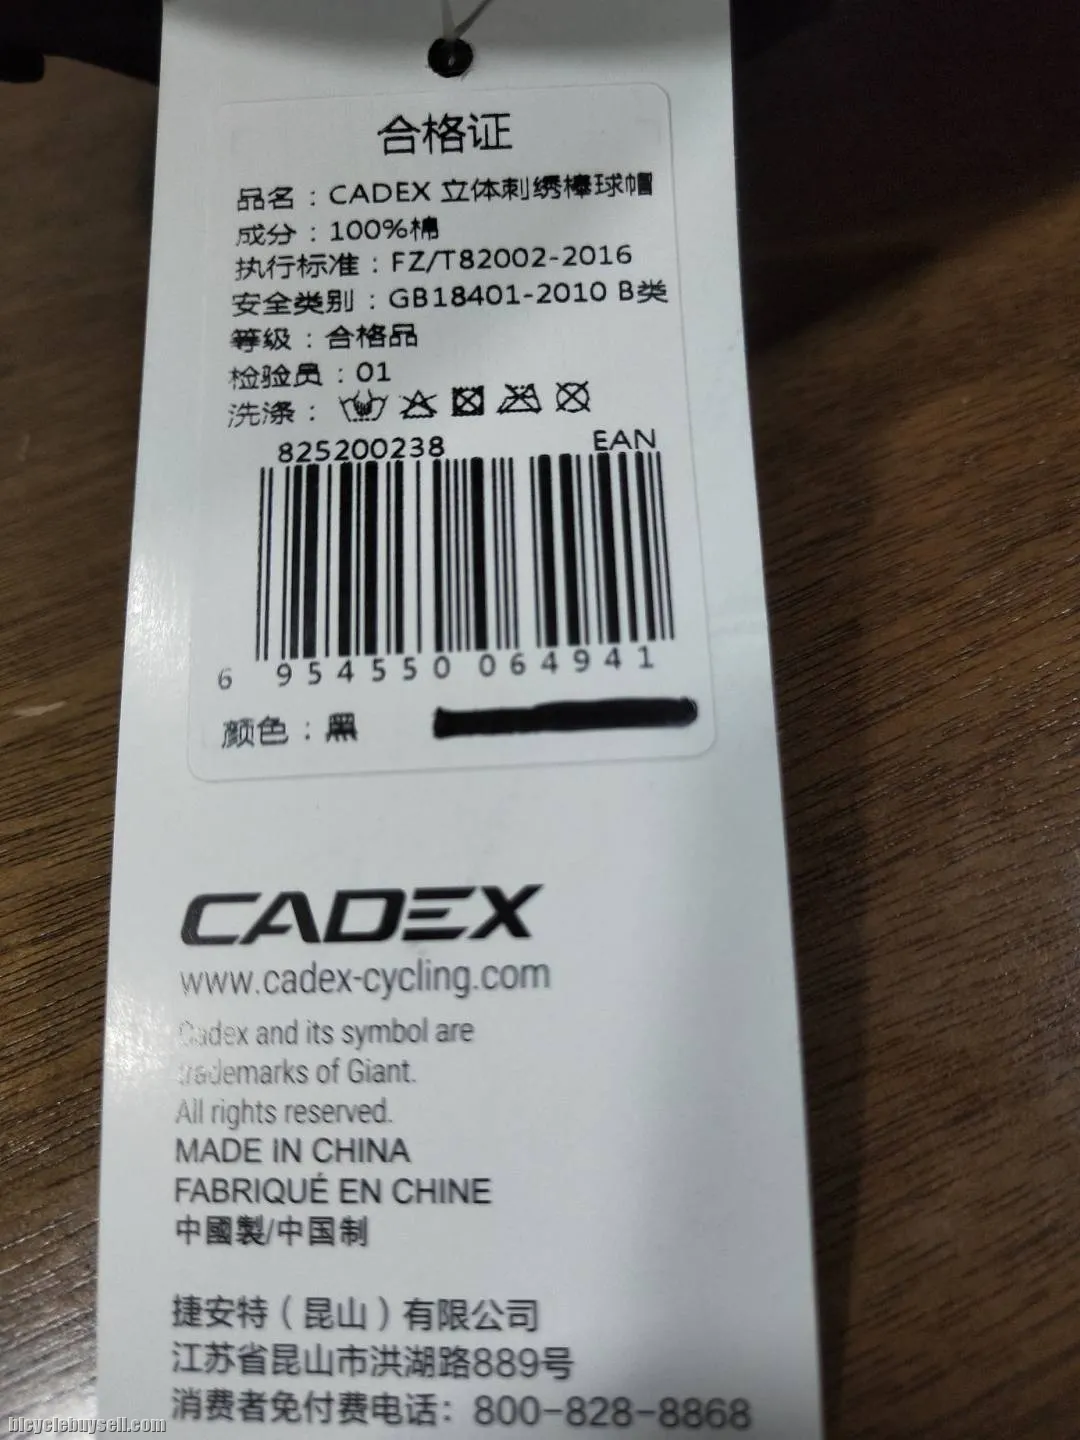 合格证
品名：CADEX 立体刺绣棒球帽
成分：100%棉
执行标准：FZ/T82002-2016
安全类别：GB18401-2010 B类
等级：合格品
检验员：01
洗涤：
825200238 EAN
6 954550 064941
颜色：黑
CADEX
www.cadex-cycling.com
Cadex and its symbol are
trademarks of Giant.
All rights reserved.
MADE IN CHINA
FABRIQUÉ EN CHINE
中國製/中国制
捷安特（昆山）有限公司
江苏省昆山市洪湖路889号
消费者免付费电话：800-828-8868
bicyclebuysell.com